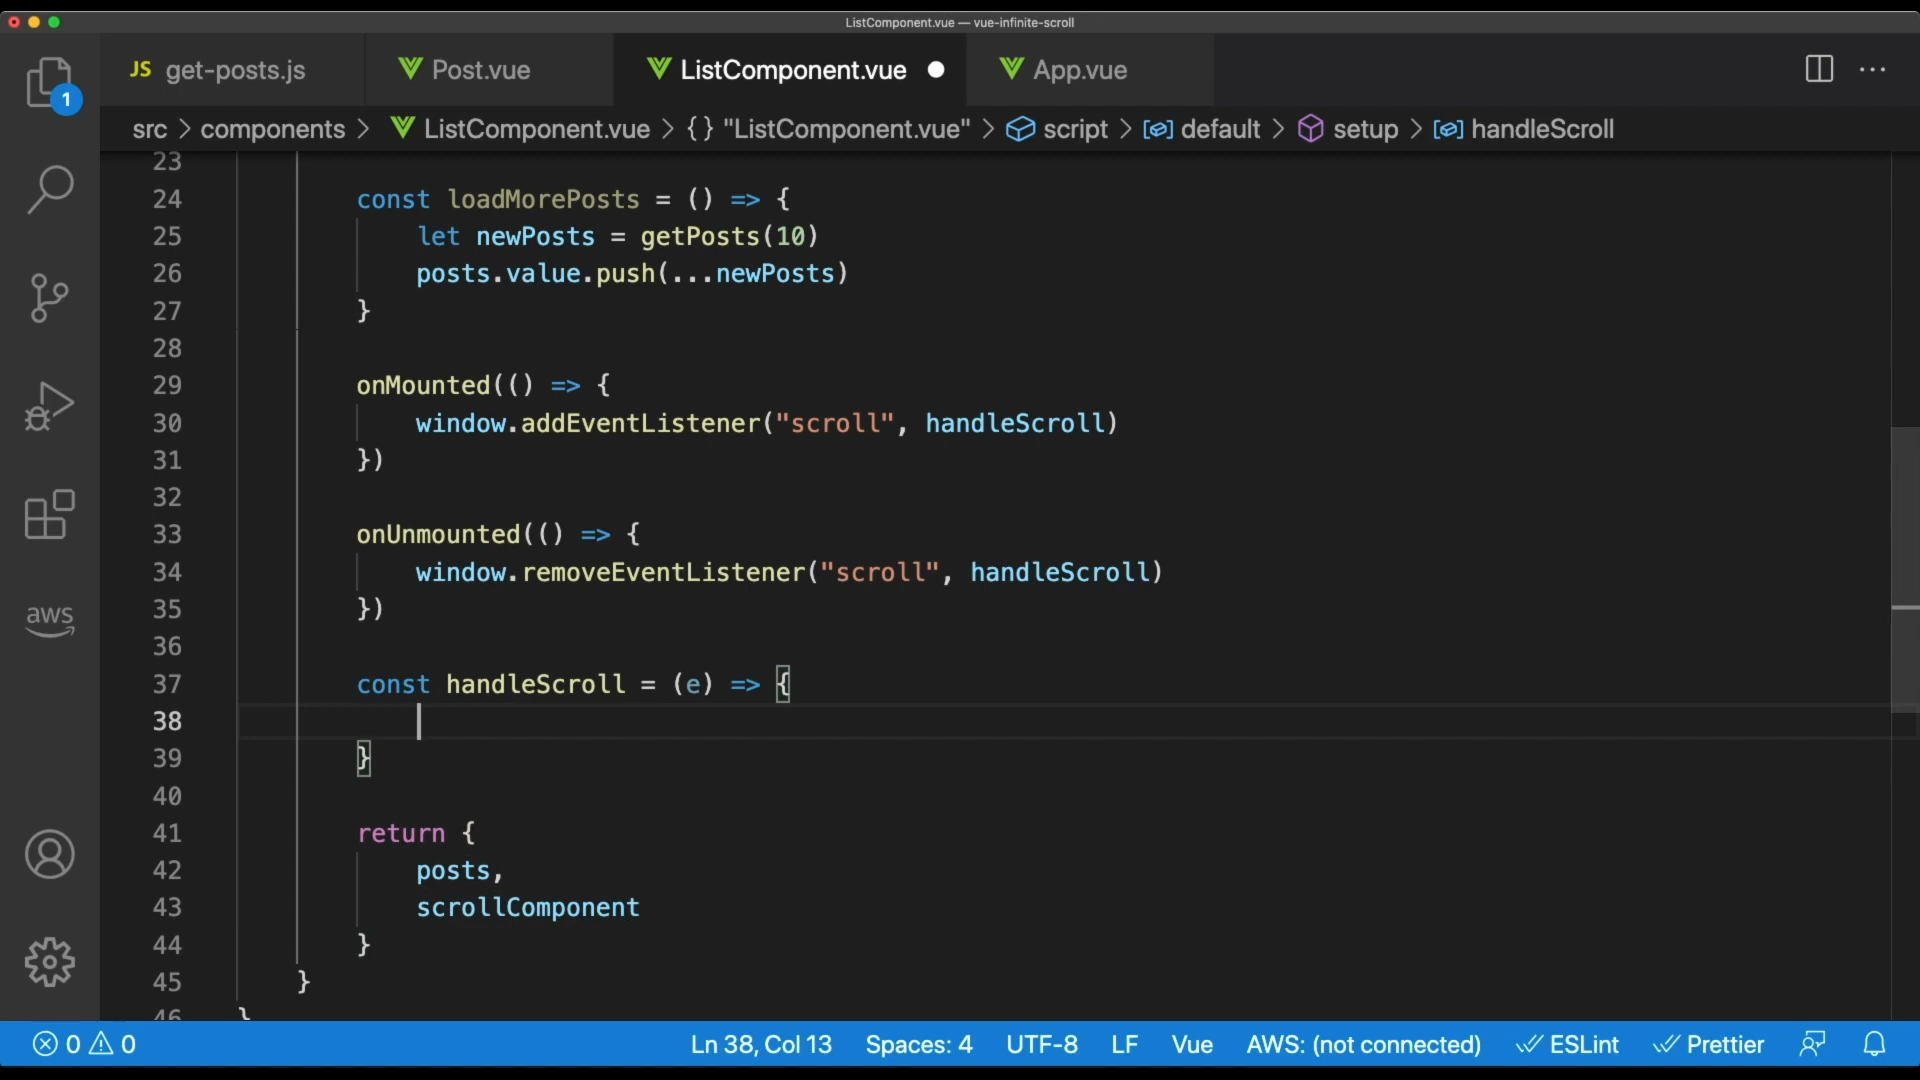 ListComponent.vue — vue-infinite-scroll
JS get-posts.js Post.vue ListComponent.vue App.vue
1
src > components > ListComponent.vue > {} "ListComponent.vue" > script > default > setup > handleScroll
23
24 const loadMorePosts = () => {
25 let newPosts = getPosts(10)
26 posts.value.push(...newPosts)
27 }
28
29 onMounted(() => {
30 window.addEventListener("scroll", handleScroll)
31 })
32
33 onUnmounted(() => {
34 window.removeEventListener("scroll", handleScroll)
35 })
36
37 const handleScroll = (e) => {
38
39 }
40
41 return {
42 posts,
43 scrollComponent
44 }
45 }
46 }
aws
0 0 Ln 38, Col 13 Spaces: 4 UTF-8 LF Vue AWS: (not connected) ESLint Prettier